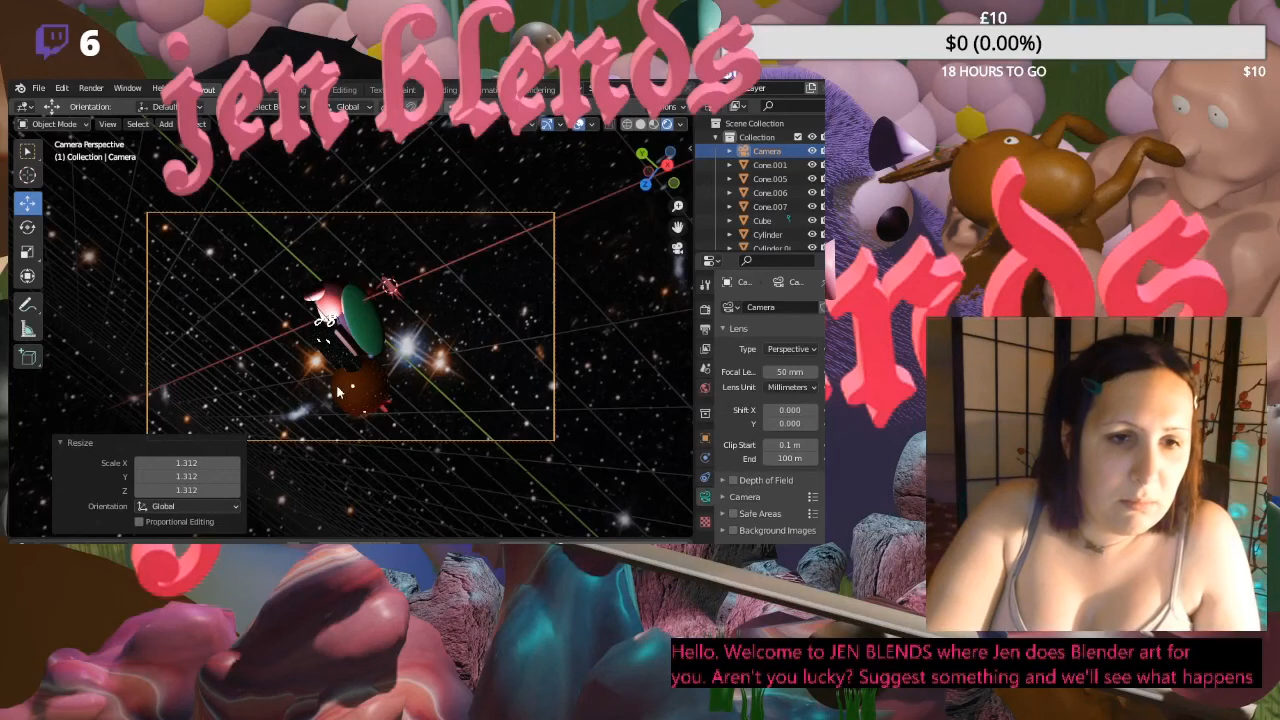 6
jen blends
£10
$0 (0.00%)
18 HOURS TO GO
$10
File Edit Render Window
Editing
Orientation:
Global
Object Mode
View Select Add
Camera Perspective
(1) Collection | Camera
Scene Collection
Collection
Camera
Cone.001
Cone.005
Cone.006
Cone.007
Cube
Cylinder
Ca...
Ca...
Camera
Lens
Type Perspective
Focal Le... 50 mm
Lens Unit Millimeters
Shift X 0.000
Y 0.000
Clip Start 0.1 m
End 100 m
Depth of Field
Camera
Safe Areas
Background Images
Resize
Scale X 1.312
Y 1.312
Z 1.312
Orientation Global
Proportional Editing
Hello. Welcome to JEN BLENDS where Jen does Blender art for
you. Aren't you lucky? Suggest something and we'll see what happens